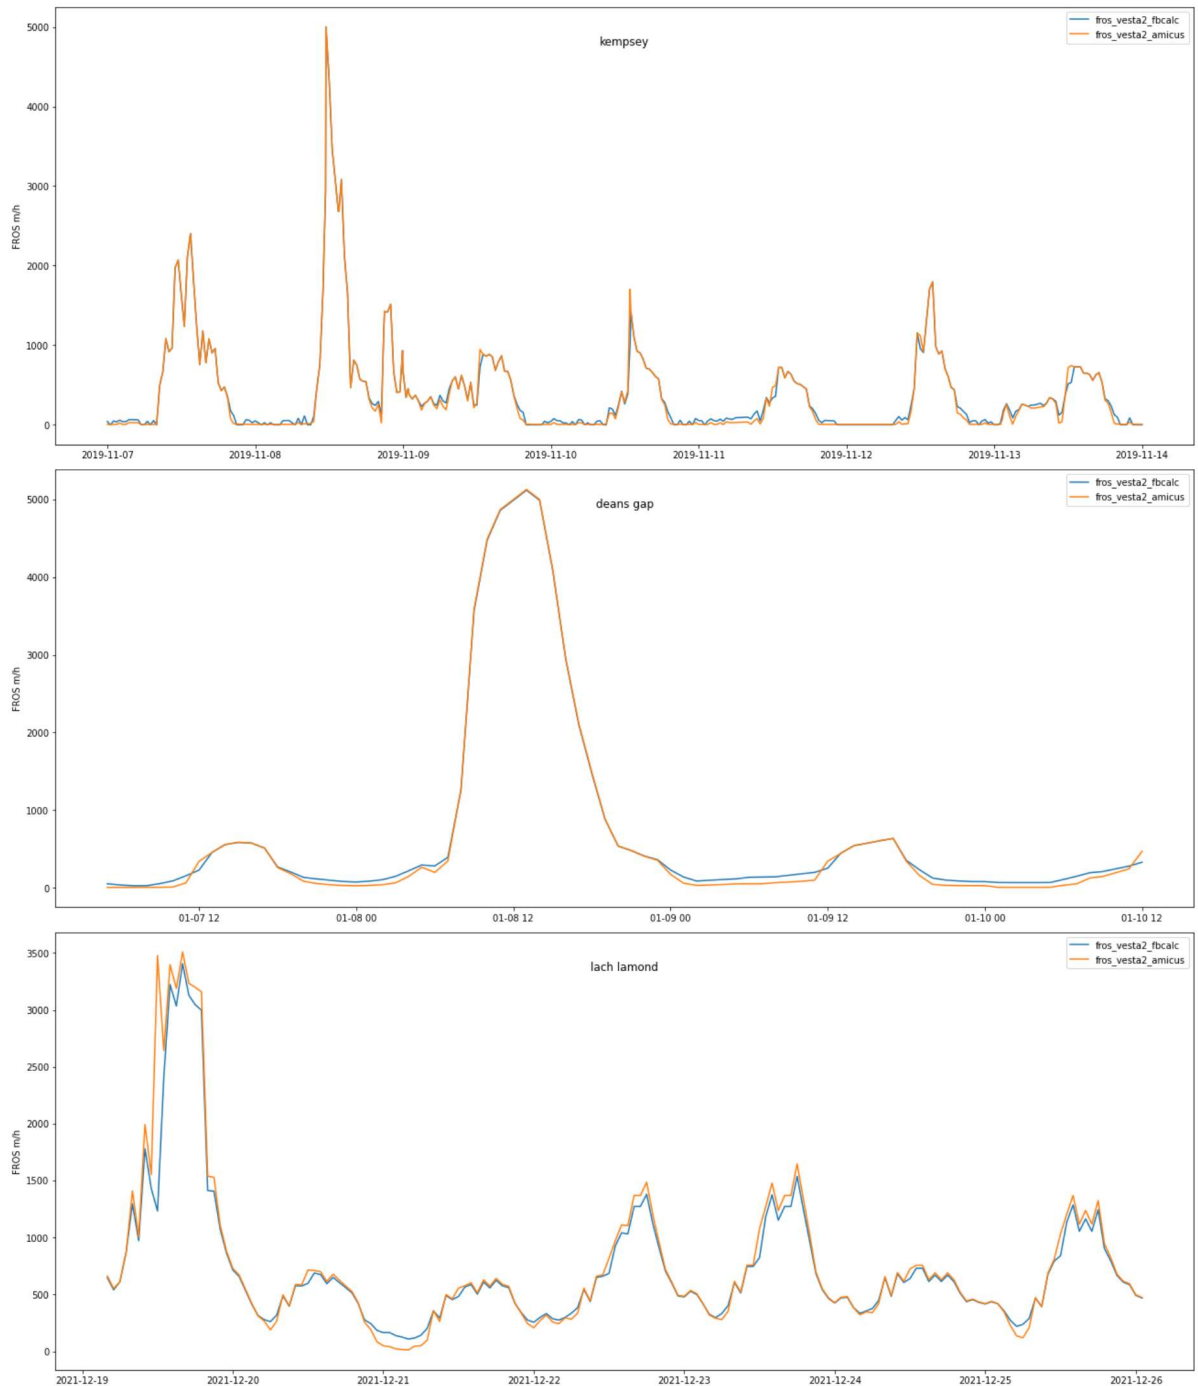 kempsey
fros_vesta2_fbcalc
fros_vesta2_amicus
FROS m/h
5000
4000
3000
2000
1000
0
2019-11-07 2019-11-08 2019-11-09 2019-11-10 2019-11-11 2019-11-12 2019-11-13 2019-11-14
deans gap
fros_vesta2_fbcalc
fros_vesta2_amicus
FROS m/h
5000
4000
3000
2000
1000
0
01-07 12 01-08 00 01-08 12 01-09 00 01-09 12 01-10 00 01-10 12
lach lamond
fros_vesta2_fbcalc
fros_vesta2_amicus
FROS m/h
3500
3000
2500
2000
1500
1000
500
0
2021-12-19 2021-12-20 2021-12-21 2021-12-22 2021-12-23 2021-12-24 2021-12-25 2021-12-26